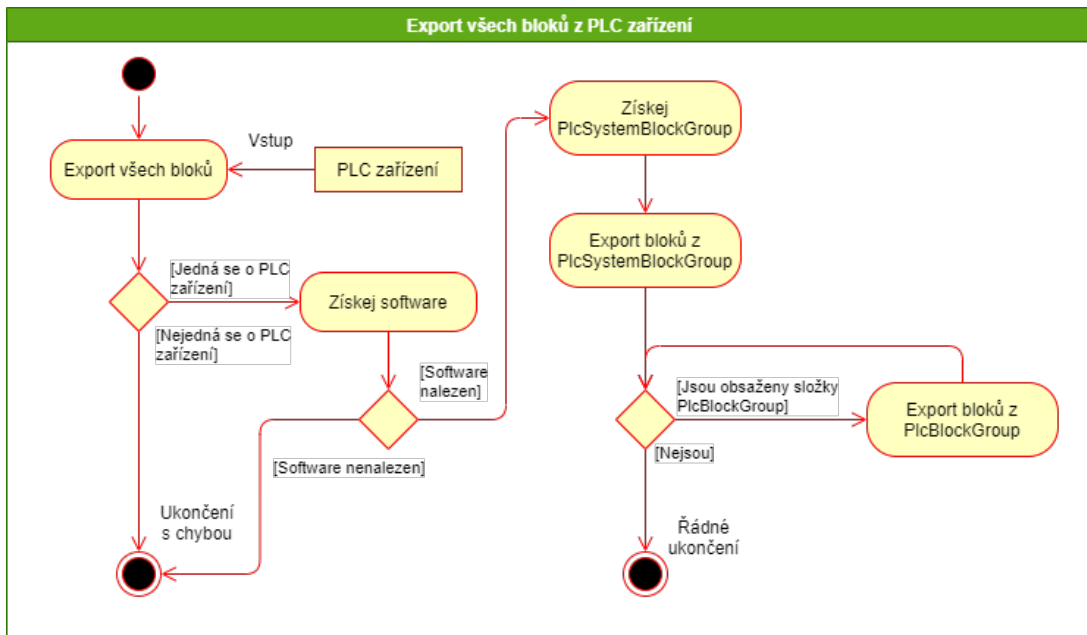 Export všech bloků z PLC zařízení
Vstup
Export všech bloků
PLC zařízení
[Jedná se o PLC
zařízení]
[Nejedná se o PLC
zařízení]
Získej software
[Software
nalezen]
[Software nenalezen]
Ukončení
s chybou
Získej
PlcSystemBlockGroup
Export bloků z
PlcSystemBlockGroup
[Jsou obsaženy složky
PlcBlockGroup]
Export bloků z
PlcBlockGroup
[Nejsou]
Řádné
ukončení